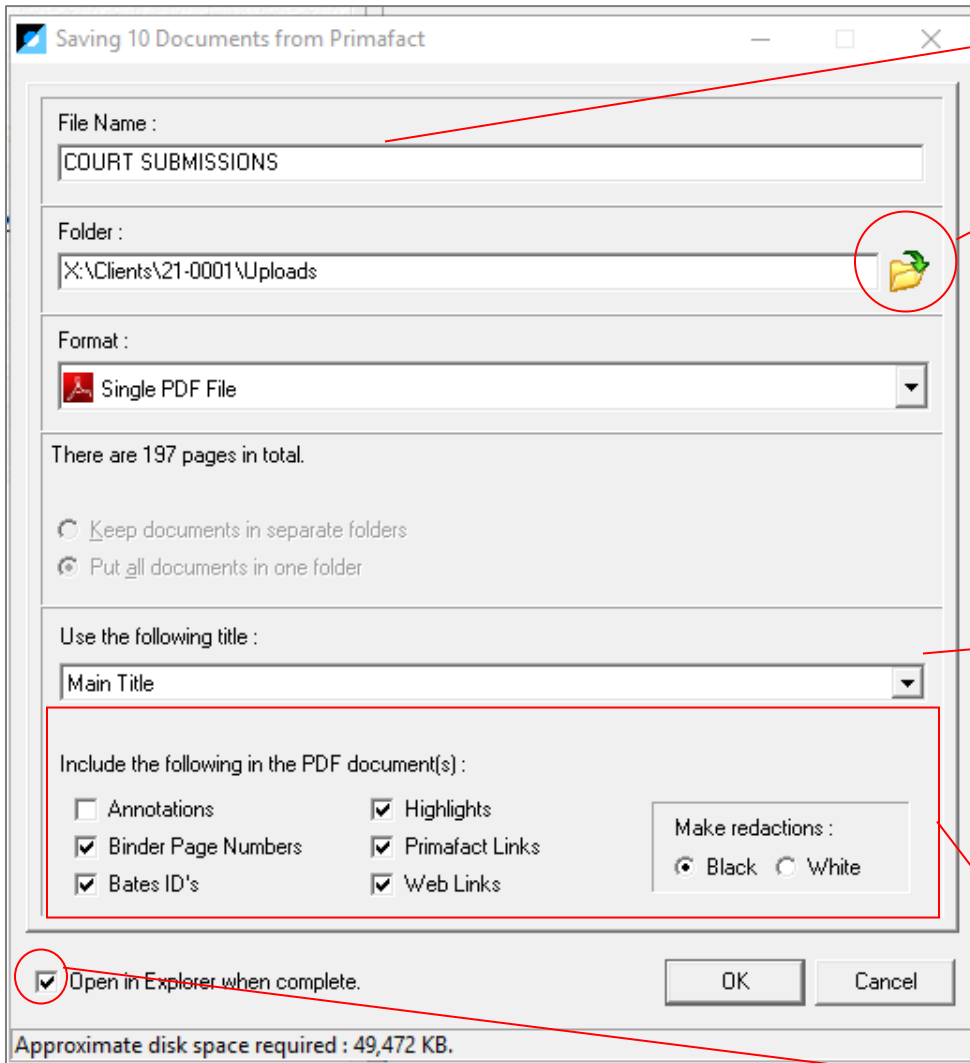 Saving 10 Documents from Primafact
File Name :
COURT SUBMISSIONS
Folder :
X:\Clients\21-0001\Uploads
Format :
Single PDF File
There are 197 pages in total.
Keep documents in separate folders
Put all documents in one folder
Use the following title :
Main Title
Include the following in the PDF document(s) :
Annotations
Highlights
Binder Page Numbers
Primafact Links
Bates ID's
Web Links
Make redactions :
Black White
Open in Explorer when complete.
OK Cancel
Approximate disk space required : 49,472 KB.